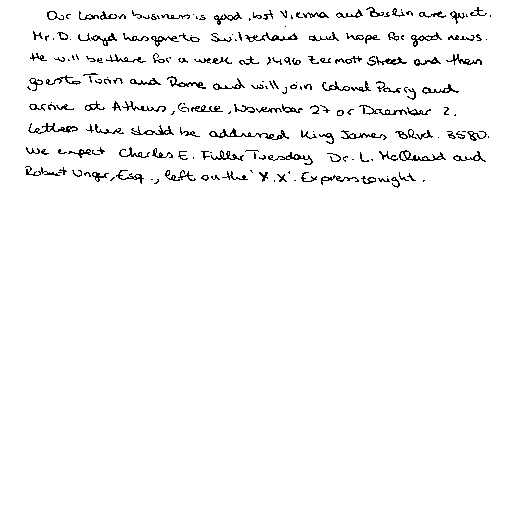 Our London business is good, but Vienna and Berlin are quiet.
Mr. D. Lloyd has gone to Switzerland and hope for good news.
He will be there for a week at 1496 Zermott Street and then
goes to Turin and Rome and will join Colonel Parry and
arrive at Athens, Greece, November 27 or December 2.
Letters there should be addressed King James Blvd. 3580.
We expect Charles E. Fuller Tuesday Dr. L. McQuaid and
Robert Unger, Esq., left on the 'X.X'. Express tonight.